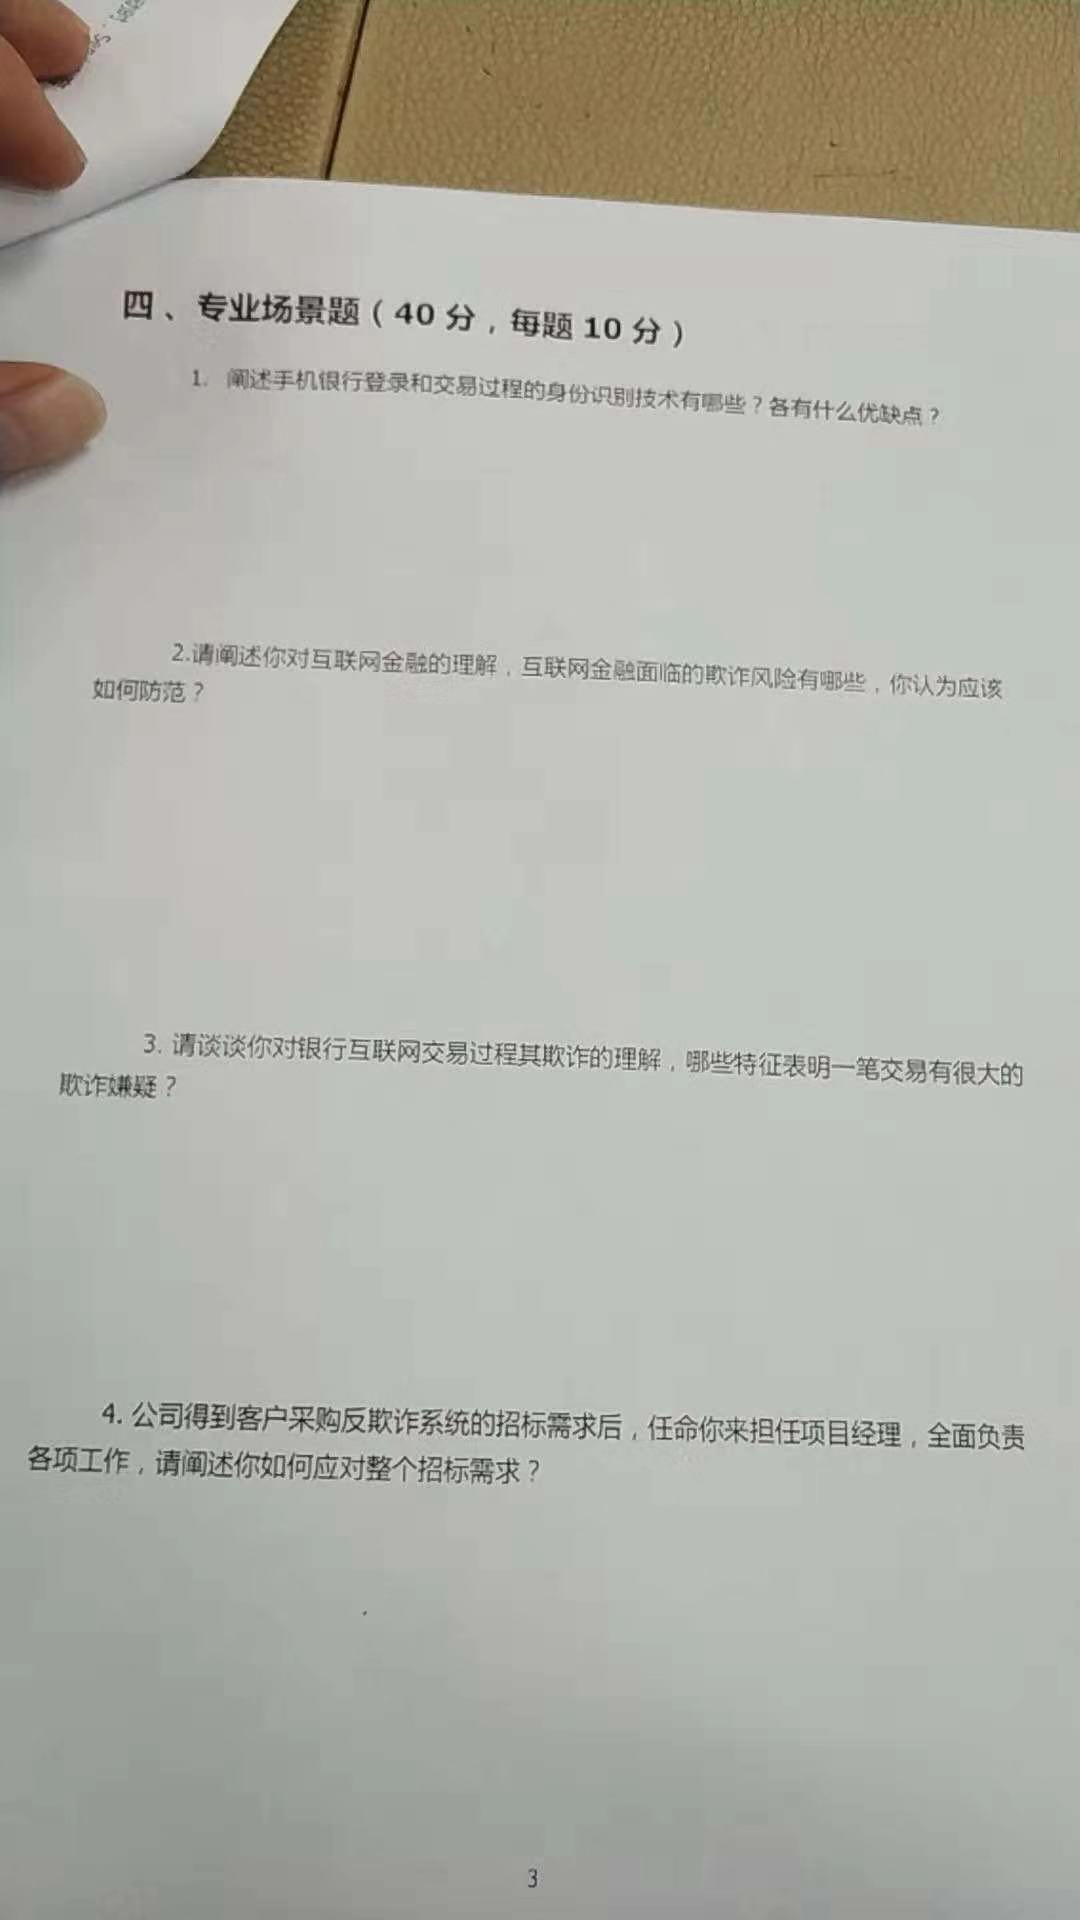 四、专业场景题（40 分，每题 10 分）
1. 阐述手机银行登录和交易过程的身份识别技术有哪些？各有什么优缺点？
2.请阐述你对互联网金融的理解，互联网金融面临的欺诈风险有哪些，你认为应该
如何防范？
3. 请谈谈你对银行互联网交易过程其欺诈的理解，哪些特征表明一笔交易有很大的
欺诈嫌疑？
4. 公司得到客户采购反欺诈系统的招标需求后，任命你来担任项目经理，全面负责
各项工作，请阐述你如何应对整个招标需求？
3